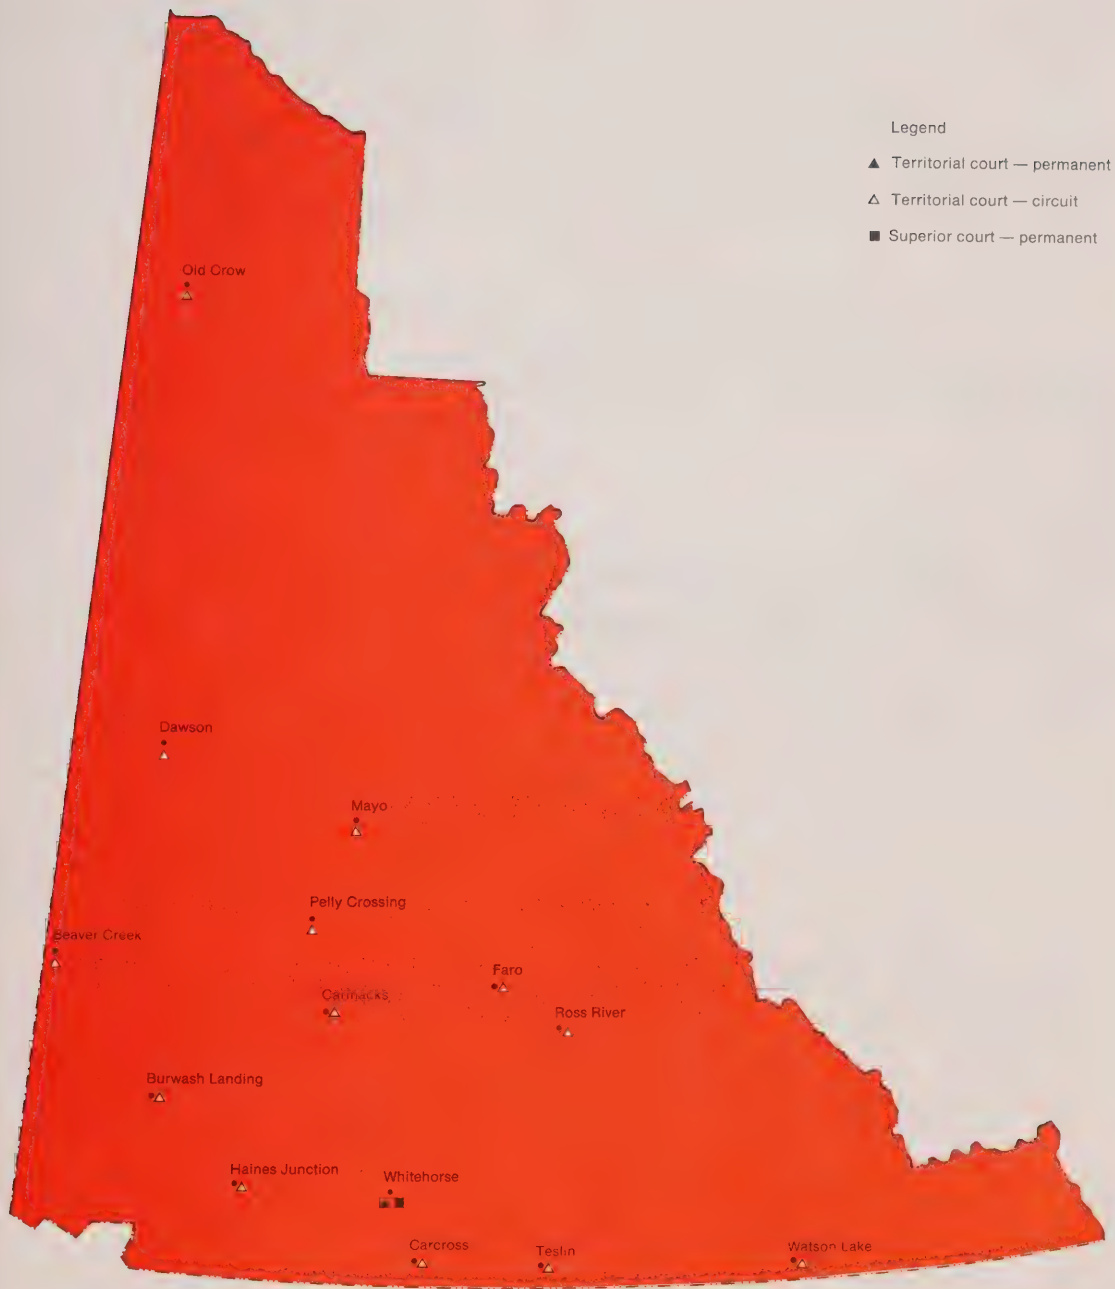 Legend
Territorial court — permanent
Territorial court — circuit
Superior court — permanent
Old Crow
Dawson
Mayo
Pelly Crossing
Beaver Creek
Faro
Carmacks
Ross River
Burwash Landing
Haines Junction
Whitehorse
Carcross
Teslin
Watson Lake